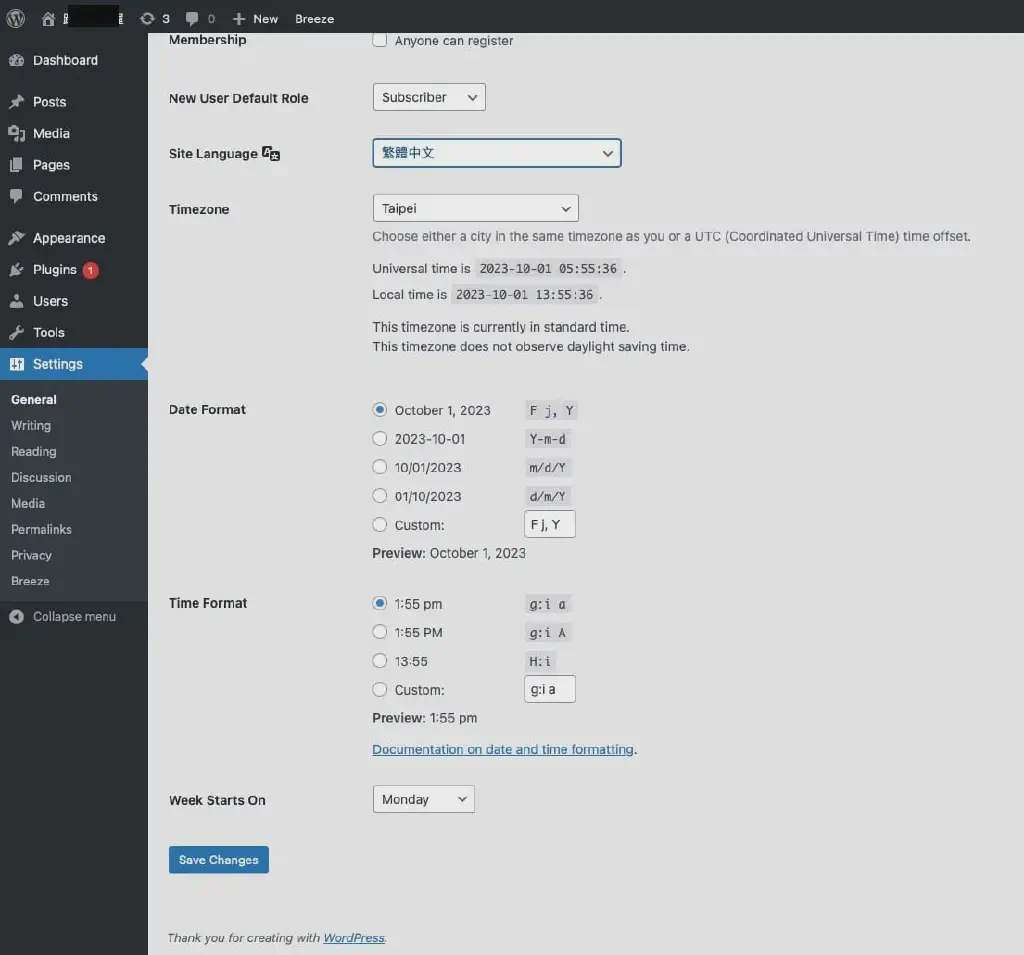 3 0 New Breeze
Dashboard
Posts
Media
Pages
Comments
Appearance
Plugins 1
Users
Tools
Settings
General
Writing
Reading
Discussion
Media
Permalinks
Privacy
Breeze
Collapse menu
Membership Anyone can register
New User Default Role Subscriber
Site Language 繁體中文
Timezone Taipei
Choose either a city in the same timezone as you or a UTC (Coordinated Universal Time) time offset.
Universal time is 2023-10-01 05:55:36 .
Local time is 2023-10-01 13:55:36 .
This timezone is currently in standard time.
This timezone does not observe daylight saving time.
Date Format October 1, 2023 F j, Y
2023-10-01 Y-m-d
10/01/2023 m/d/Y
01/10/2023 d/m/Y
Custom: F j, Y
Preview: October 1, 2023
Time Format 1:55 pm g:i a
1:55 PM g:i A
13:55 H:i
Custom: g:i a
Preview: 1:55 pm
Documentation on date and time formatting.
Week Starts On Monday
Save Changes
Thank you for creating with WordPress.